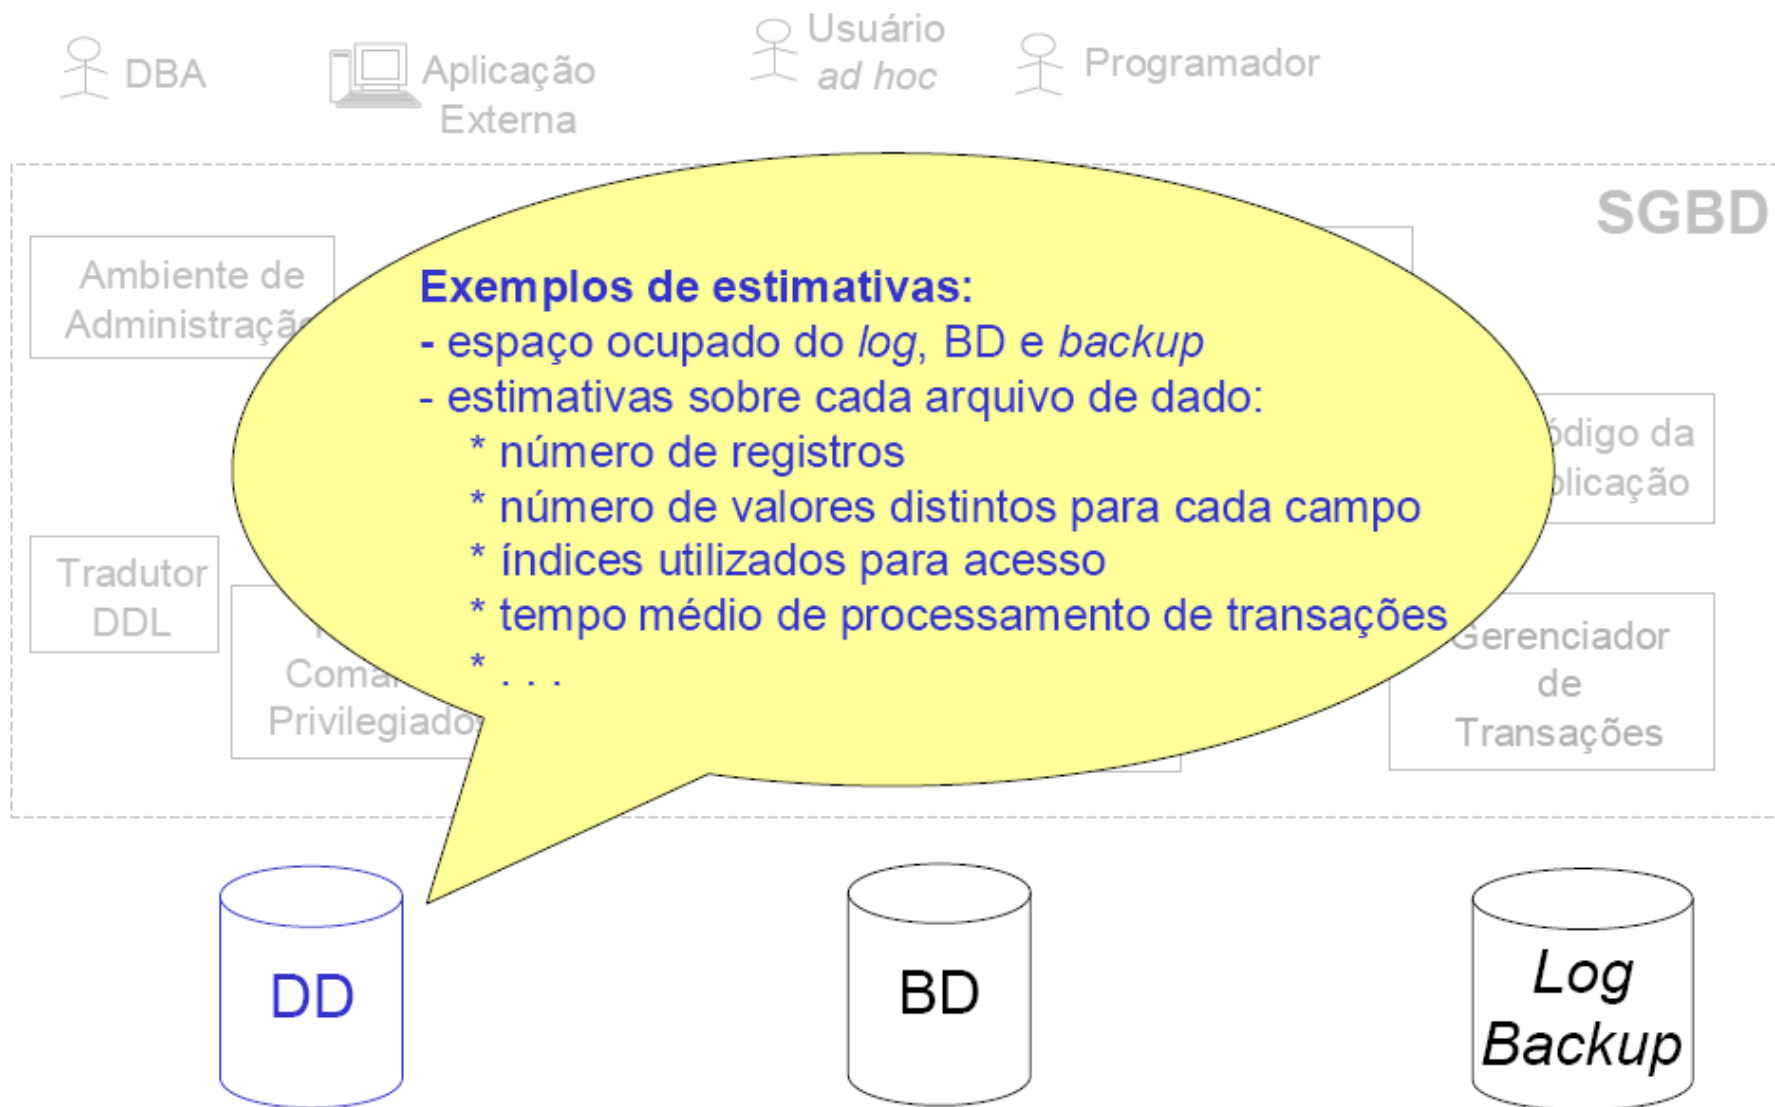 DBA
Aplicação
Externa
Usuário
ad hoc
Programador
SGBD
Ambiente de
Administração
Exemplos de estimativas:
- espaço ocupado do log, BD e backup
- estimativas sobre cada arquivo de dado:
* número de registros
* número de valores distintos para cada campo
* índices utilizados para acesso
* tempo médio de processamento de transações
* . . .
ódigo da
plicação
Tradutor
DDL
Coma
Privilegiados
Gerenciador
de
Transações
DD
BD
Log
Backup